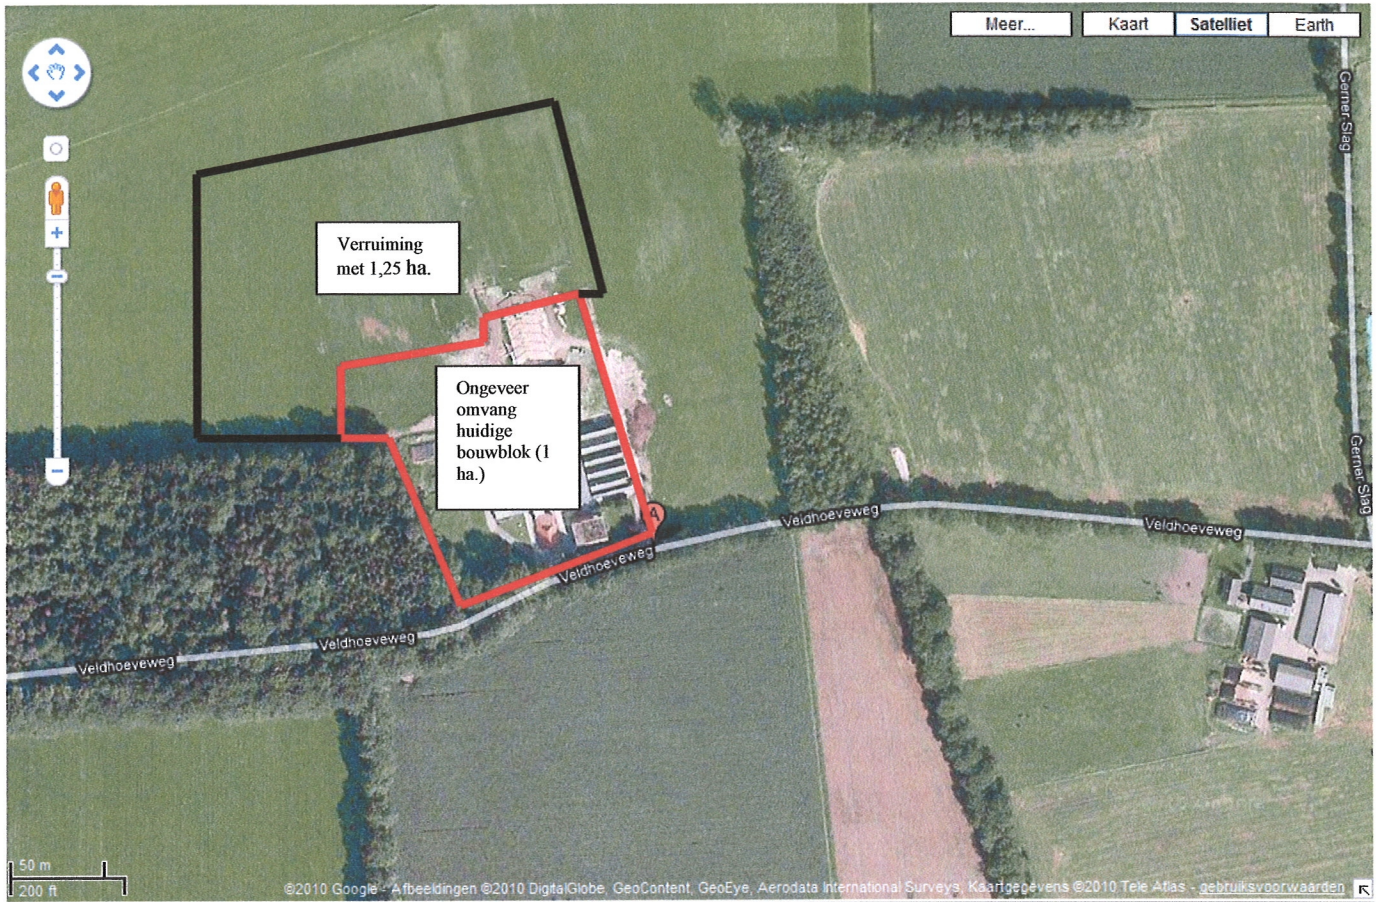 Meer...
Kaart
Satelliet
Earth
Gerner Slag
Verruiming
met 1,25 ha.
Ongeveer
omvang
huidige
bouwblok (1
ha.)
A
Veldhoeveweg
Veldhoeveweg
Gerner Slag
Veldhoeveweg
Veldhoeveweg
Veldhoeveweg
50 m
200 ft
©2010 Google - Afbeeldingen ©2010 DigitalGlobe, GeoContent, GeoEye, Aerodata International Surveys, Kaartgegevens ©2010 Tele Atlas - gebruiksvoorwaarden